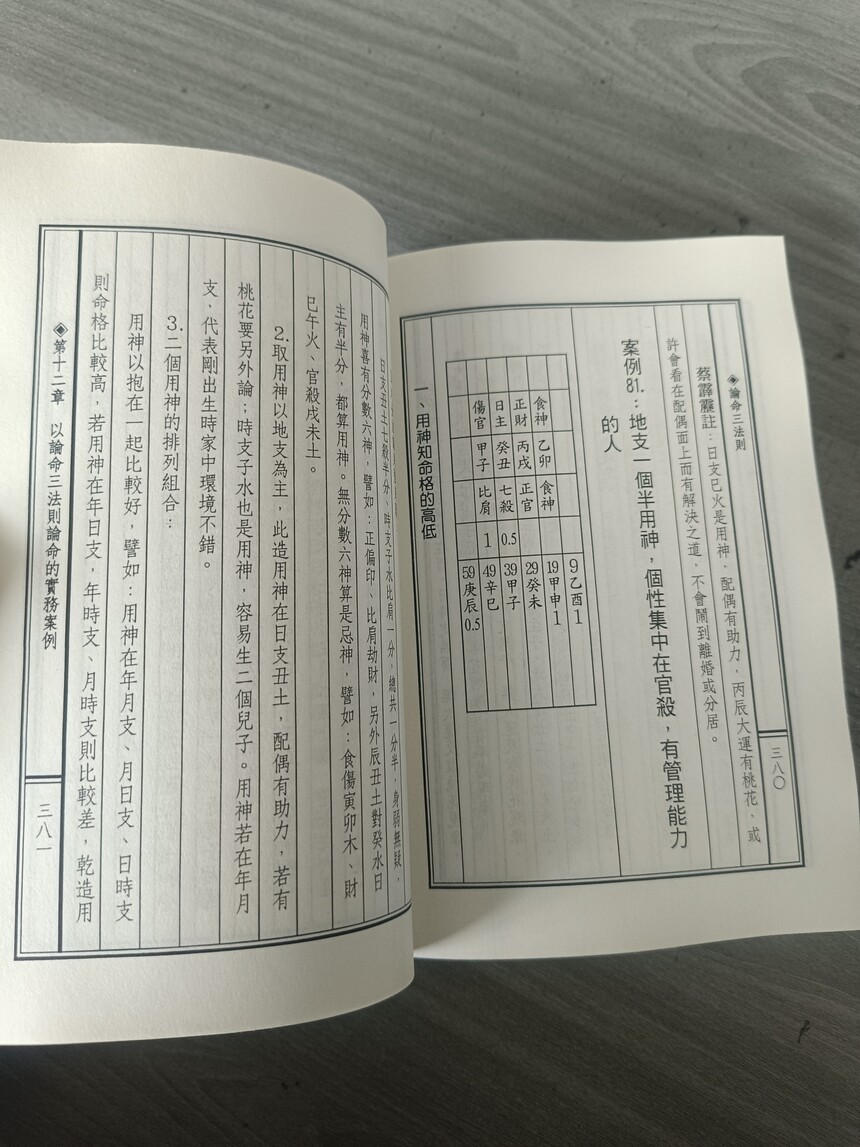 ◈論命三法則
三八〇
蔡霹靂註：日支巳火是用神，配偶有助力，丙辰大運有桃花，或
許會看在配偶面上而有解決之道，不會鬧到離婚或分居。
案例81.：地支一個半用神，個性集中在官殺，有管理能力
的人
食神 乙卯 食神
正財 丙戌 正官
日主 癸丑 七殺 0.5
傷官 甲子 比肩 1
9乙酉1
19甲申1
29癸未
39甲子
49辛巳
59庚辰0.5
一、用神知命格的高低
日支丑土七殺半分、時支子水比肩一分，總共一分半，身弱無疑，
用神喜有分數六神，譬如：正偏印、比肩劫財，另外辰丑土對癸水日
主有半分，都算用神。無分數六神算是忌神，譬如：食傷寅卯木、財
巳午火、官殺戌未土。
2.取用神以地支為主，此造用神在日支丑土，配偶有助力，若有
桃花要另外論；時支子水也是用神，容易生二個兒子。用神若在年月
支，代表剛出生時家中環境不錯。
3.二個用神的排列組合：
用神以抱在一起比較好，譬如：用神在年月支、月日支、日時支
則命格比較高，若用神在年日支，年時支、月時支則比較差，乾造用
◈第十二章 以論命三法則論命的實務案例
三八一